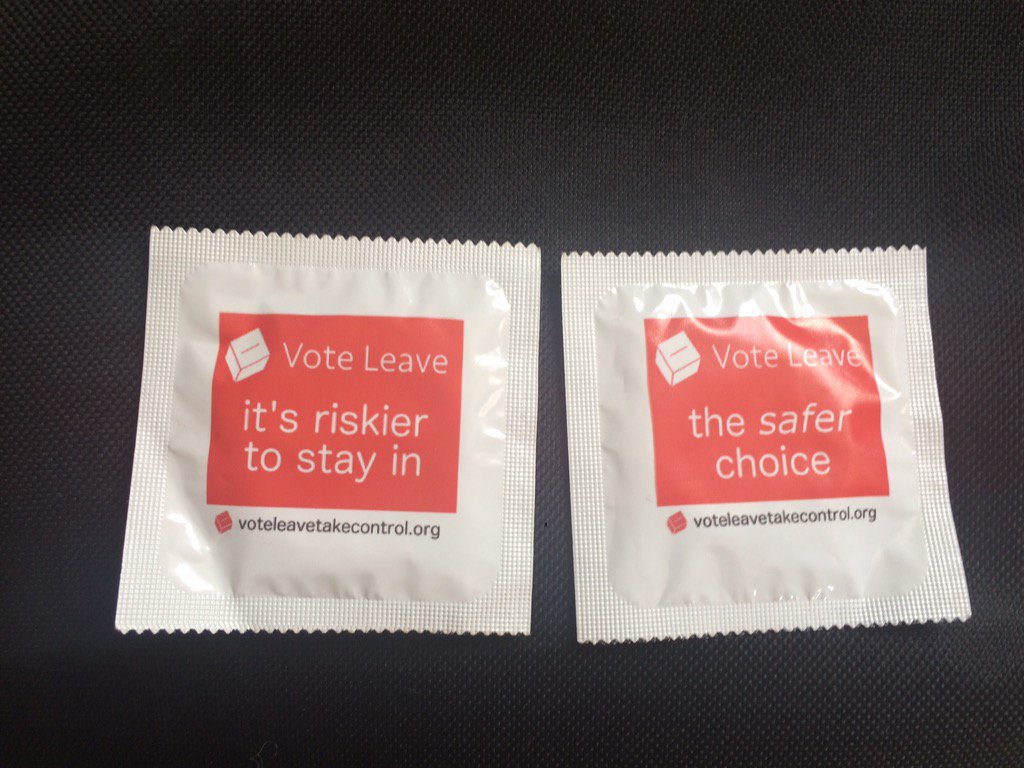 Vote Leave
it's riskier
to stay in
voteleavetakecontrol.org
Vote Leave
the safer
choice
voteleavetakecontrol.org